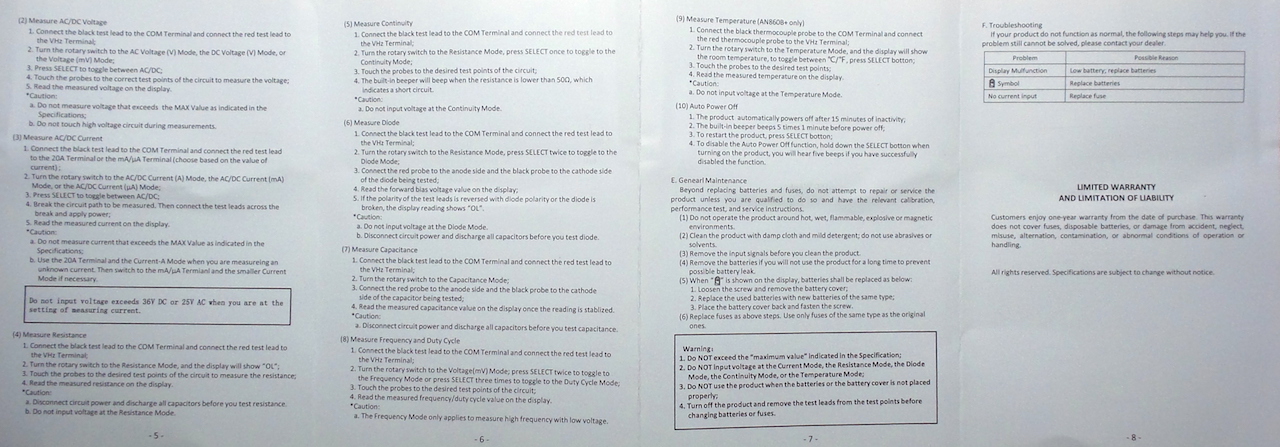 (2) Measure AC/DC Voltage
1. Connect the black test lead to the COM Terminal and connect the red test lead to
the VHz Terminal;
2. Turn the rotary switch to the AC Voltage (V) Mode, the DC Voltage (V) Mode, or
the Voltage (mV) Mode;
3. Press SELECT to toggle between AC/DC;
4. Touch the probes to the correct test points of the circuit to measure the voltage;
5. Read the measured voltage on the display.
*Caution:
a. Do not measure voltage that exceeds the MAX Value as indicated in the
Specifications;
b. Do not touch high voltage circuit during measurements.
(3) Measure AC/DC Current
1. Connect the black test lead to the COM Terminal and connect the red test lead
to the 20A Terminal or the mA/μA Terminal (choose based on the value of
current) ;
2. Turn the rotary switch to the AC/DC Current (A) Mode, the AC/DC Current (mA)
Mode, or the AC/DC Current (μA) Mode;
3. Press SELECT to toggle between AC/DC;
4. Break the circuit path to be measured. Then connect the test leads across the
break and apply power;
5. Read the measured current on the display.
*Caution:
a. Do not measure current that exceeds the MAX Value as indicated in the
Specifications;
b. Use the 20A Terminal and the Current-A Mode when you are measureing an
unknown current. Then switch to the mA/μA Termianl and the smaller Current
Mode if necessary.
Do not input voltage exceeds 36V DC or 25V AC when you are at the
setting of measuring current.
(4) Measure Resistance
1. Connect the black test lead to the COM Terminal and connect the red test lead to
the VHz Terminal;
2. Turn the rotary switch to the Resistance Mode, and the display will show "OL";
3. Touch the probes to the desired test points of the circuit to measure the resistance;
4. Read the measured resistance on the display.
*Caution:
a. Disconnect circuit power and discharge all capacitors before you test resistance.
b. Do not input voltage at the Resistance Mode.
- 5 -
(5) Measure Continuity
1. Connect the black test lead to the COM Terminal and connect the red test lead to
the VHz Terminal;
2. Turn the rotary switch to the Resistance Mode, press SELECT once to toggle to the
Continuity Mode;
3. Touch the probes to the desired test points of the circuit;
4. The built-in beeper will beep when the resistance is lower than 50Ω, which
indicates a short circuit.
*Caution:
a. Do not input voltage at the Continuity Mode.
(6) Measure Diode
1. Connect the black test lead to the COM Terminal and connect the red test lead to
the VHz Terminal;
2. Turn the rotary switch to the Resistance Mode, press SELECT twice to toggle to the
Diode Mode;
3. Connect the red probe to the anode side and the black probe to the cathode side
of the diode being tested;
4. Read the forward bias voltage value on the display;
5. If the polarity of the test leads is reversed with diode polarity or the diode is
broken, the display reading shows "OL".
*Caution:
a. Do not input voltage at the Diode Mode.
b. Disconnect circuit power and discharge all capacitors before you test diode.
(7) Measure Capacitance
1. Connect the black test lead to the COM Terminal and connect the red test lead to
the VHz Terminal;
2. Turn the rotary switch to the Capacitance Mode;
3. Connect the red probe to the anode side and the black probe to the cathode
side of the capacitor being tested;
4. Read the measured capacitance value on the display once the reading is stablized.
*Caution:
a. Disconnect circuit power and discharge all capacitors before you test capacitance.
(8) Measure Frequency and Duty Cycle
1. Connect the black test lead to the COM Terminal and connect the red test lead to
the VHz Terminal;
2. Turn the rotary switch to the Voltage(mV) Mode; press SELECT twice to toggle to
the Frequency Mode or press SELECT three times to toggle to the Duty Cycle Mode;
3. Touch the probes to the desired test points of the circuit;
4. Read the measured frequency/duty cycle value on the display.
*Caution:
a. The Frequency Mode only applies to measure high frequency with low voltage.
- 6 -
(9) Measure Temperature (AN860B+ only)
1. Connect the black thermocouple probe to the COM Terminal and connect
the red thermocouple probe to the VHz Terminal;
2. Turn the rotary switch to the Temperature Mode, and the display will show
the room temperature, to toggle between °C/°F, press SELECT botton;
3. Touch the probes to the desired test points;
4. Read the measured temperature on the display.
*Caution:
a. Do not input voltage at the Temperature Mode.
(10) Auto Power Off
1. The product automatically powers off after 15 minutes of inactivity;
2. The built-in beeper beeps 5 times 1 minute before power off;
3. To restart the product, press SELECT botton;
4. To disable the Auto Power Off function, hold down the SELECT botton when
turning on the product, you will hear five beeps if you have successfully
disabled the function.
E. Genearl Maintenance
Beyond replacing batteries and fuses, do not attempt to repair or service the
product unless you are qualified to do so and have the relevant calibration,
performance test, and service instructions.
(1) Do not operate the product around hot, wet, flammable, explosive or magnetic
environments.
(2) Clean the product with damp cloth and mild detergent; do not use abrasives or
solvents.
(3) Remove the input signals before you clean the product.
(4) Remove the batteries if you will not use the product for a long time to prevent
possible battery leak.
(5) When " " is shown on the display, batteries shall be replaced as below:
1. Loosen the screw and remove the battery cover;
2. Replace the used batteries with new batteries of the same type;
3. Place the battery cover back and fasten the screw.
(6) Replace fuses as above steps. Use only fuses of the same type as the original
ones.
Warning:
1. Do NOT exceed the "maximum value" indicated in the Specification;
2. Do NOT input voltage at the Current Mode, the Resistance Mode, the Diode
Mode, the Continuity Mode, or the Temperature Mode;
3. Do NOT use the product when the batteries or the battery cover is not placed
properly;
4. Turn off the product and remove the test leads from the test points before
changing batteries or fuses.
- 7 -
F. Troubleshooting
If your product do not function as normal, the following steps may help you. If the
problem still cannot be solved, please contact your dealer.
Problem Possible Reason
Display Mulfunction Low battery; replace batteries
Symbol Replace batteries
No current input Replace fuse
LIMITED WARRANTY
AND LIMITATION OF LIABILITY
Customers enjoy one-year warranty from the date of purchase. This warranty
does not cover fuses, disposable batteries, or damage from accident, neglect,
misuse, alternation, contamination, or abnormal conditions of operation or
handling.
All rights reserved. Specifications are subject to change without notice.
- 8 -